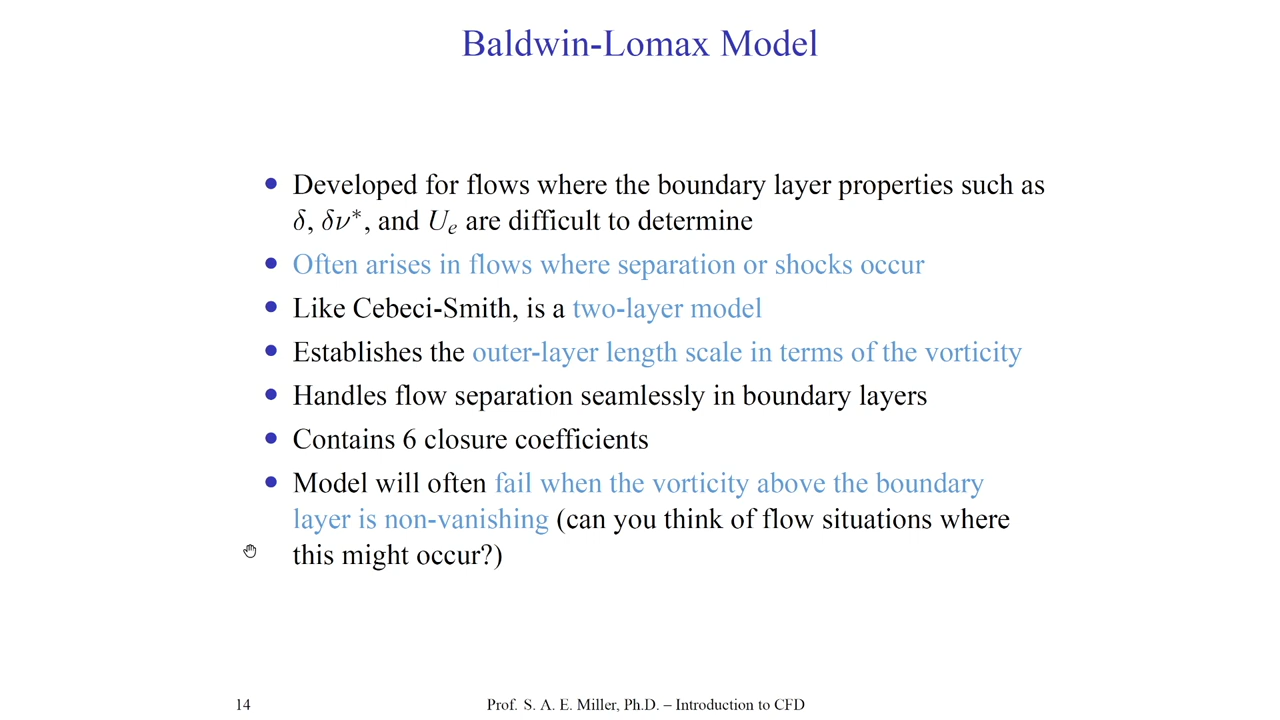 Baldwin-Lomax Model
• Developed for flows where the boundary layer properties such as
δ, δν*, and Uₑ are difficult to determine
• Often arises in flows where separation or shocks occur
• Like Cebeci-Smith, is a two-layer model
• Establishes the outer-layer length scale in terms of the vorticity
• Handles flow separation seamlessly in boundary layers
• Contains 6 closure coefficients
• Model will often fail when the vorticity above the boundary
layer is non-vanishing (can you think of flow situations where
this might occur?)
14 Prof. S. A. E. Miller, Ph.D. – Introduction to CFD